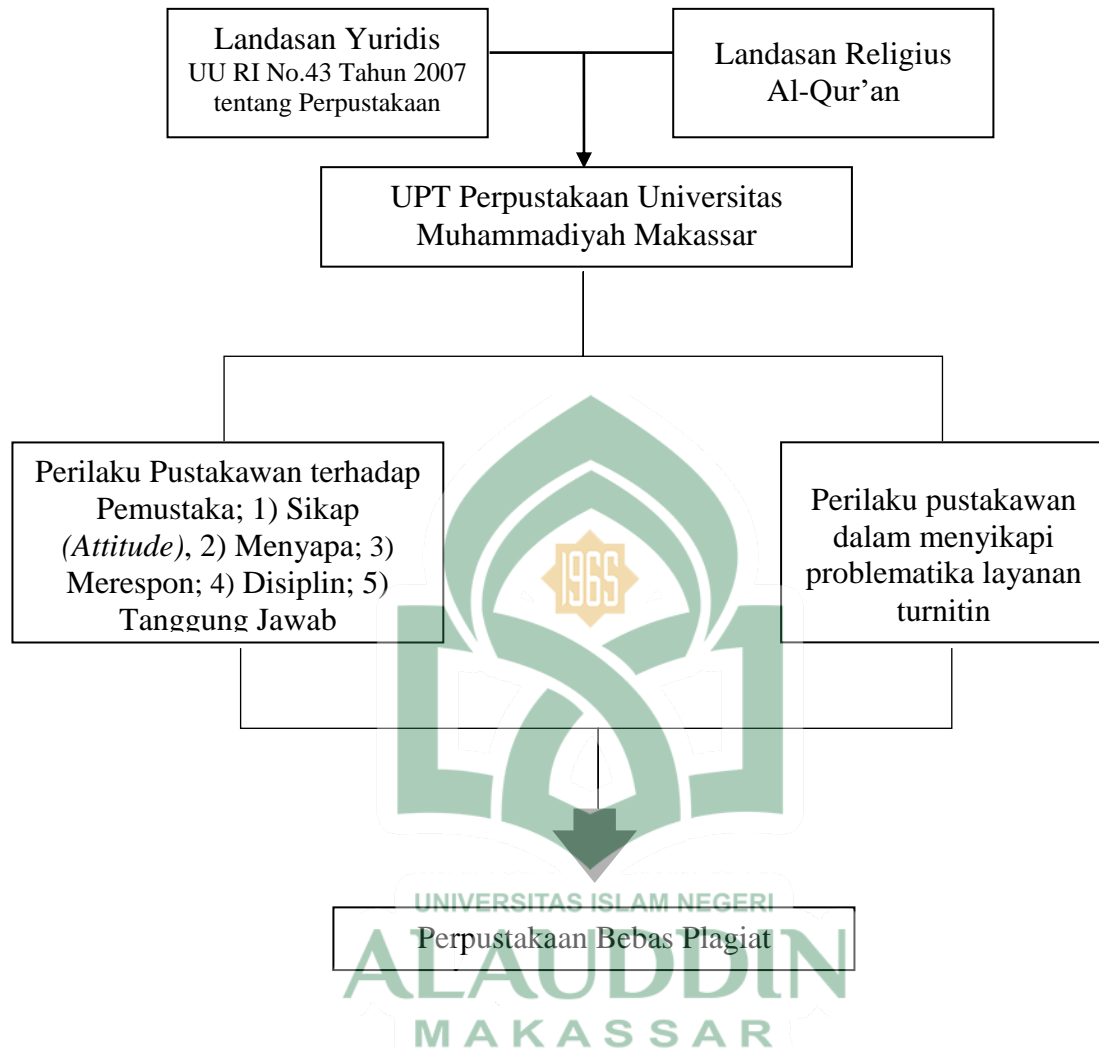 Landasan Yuridis
UU RI No.43 Tahun 2007
tentang Perpustakaan
Landasan Religius
Al-Qur’an
UPT Perpustakaan Universitas
Muhammadiyah Makassar
Perilaku Pustakawan terhadap
Pemustaka; 1) Sikap
(Attitude), 2) Menyapa; 3)
Merespon; 4) Disiplin; 5)
Tanggung Jawab
Perilaku pustakawan
dalam menyikapi
problematika layanan
turnitin
1965
UNIVERSITAS ISLAM NEGERI
Perpustakaan Bebas Plagiat
ALAUDDIN
MAKASSAR